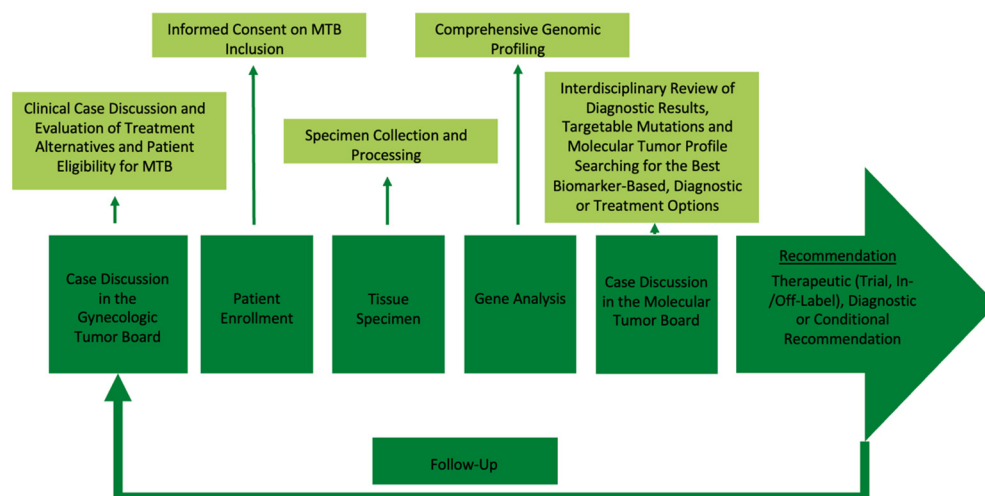 Informed Consent on MTB
Inclusion
Comprehensive Genomic
Profiling
Clinical Case Discussion and
Evaluation of Treatment
Alternatives and Patient
Eligibility for MTB
Specimen Collection and
Processing
Interdisciplinary Review of
Diagnostic Results,
Targetable Mutations and
Molecular Tumor Profile
Searching for the Best
Biomarker-Based, Diagnostic
or Treatment Options
Case Discussion
in the
Gynecologic
Tumor Board
Patient
Enrollment
Tissue
Specimen
Gene Analysis
Case Discussion
in the Molecular
Tumor Board
Recommendation
Therapeutic (Trial, In-
/Off-Label), Diagnostic
or Conditional
Recommendation
Follow-Up